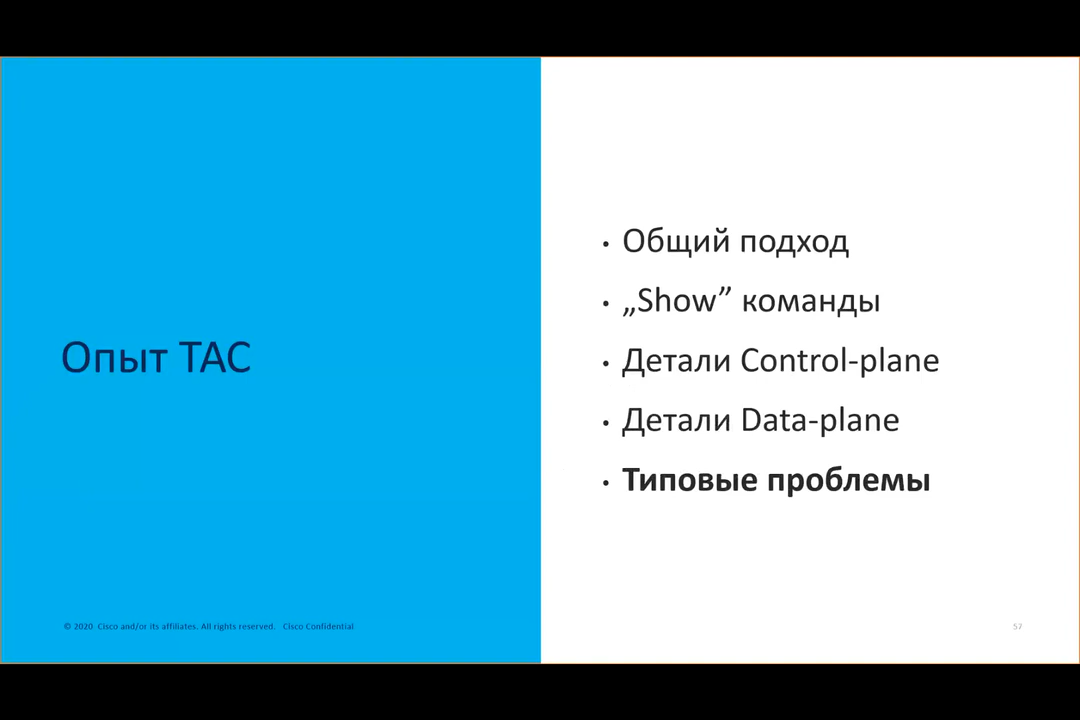 Опыт TAC
• Общий подход
• „Show” команды
• Детали Control-plane
• Детали Data-plane
• Типовые проблемы
© 2020 Cisco and/or its affiliates. All rights reserved. Cisco Confidential
57